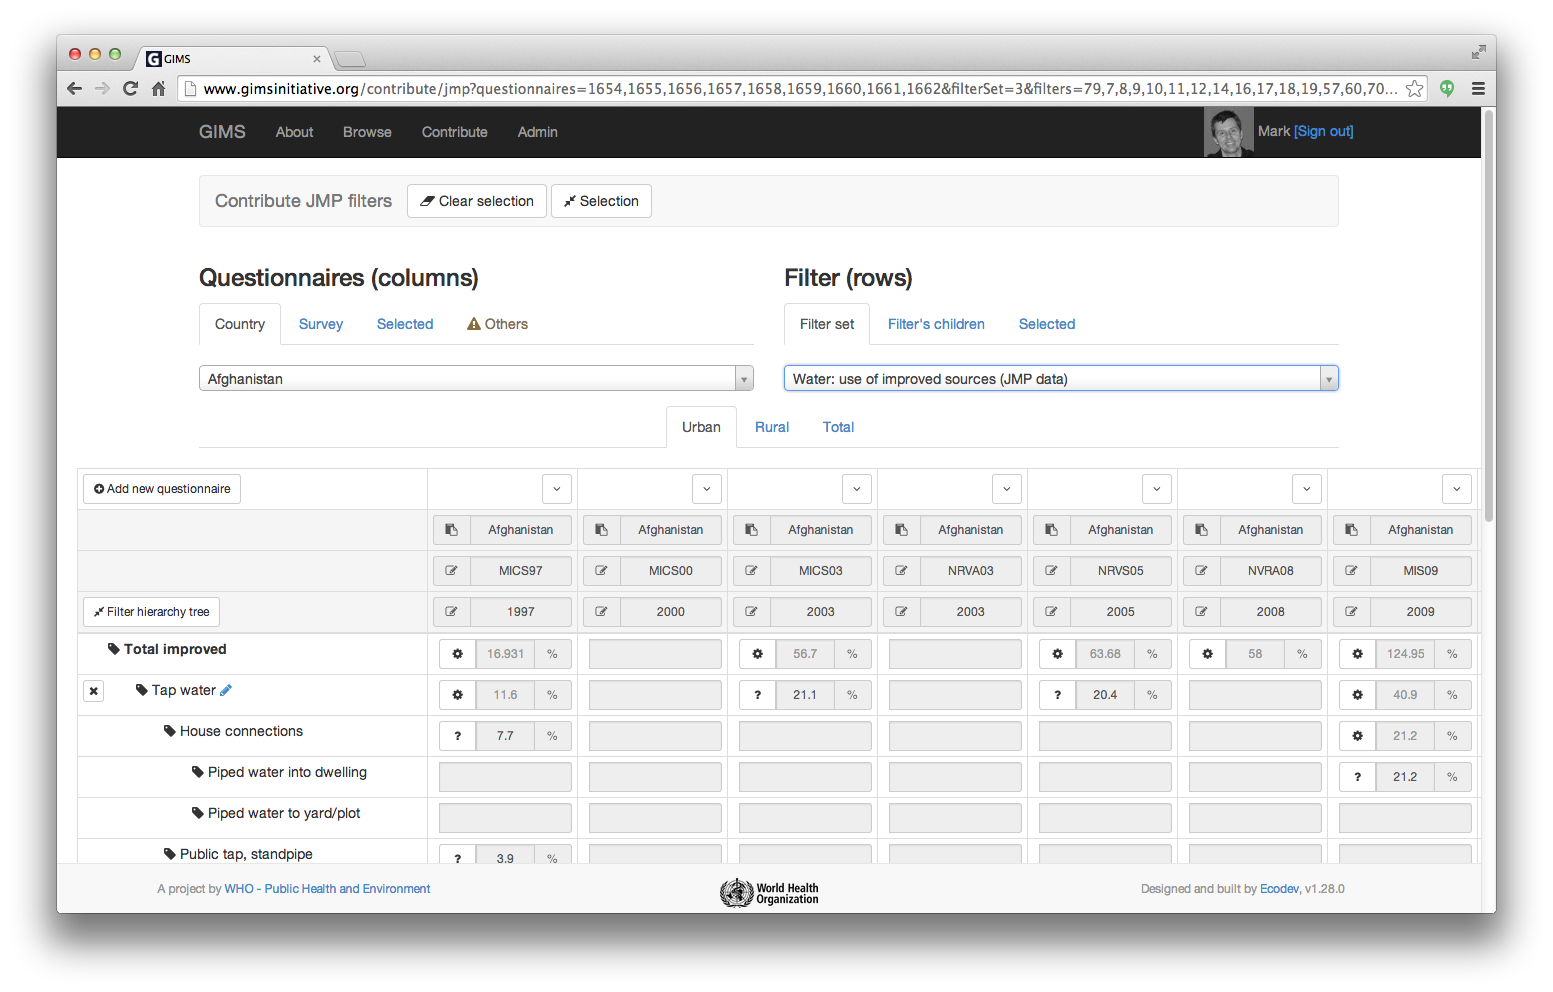 GIMS
www.gimsinitiative.org/contribute/jmp?questionnaires=1654,1655,1656,1657,1658,1659,1660,1661,1662&filterSet=3&filters=79,7,8,9,10,11,12,14,16,17,18,19,57,60,70...
GIMS About Browse Contribute Admin Mark [Sign out]
Contribute JMP filters Clear selection Selection
Questionnaires (columns) Filter (rows)
Country Survey Selected Others Filter set Filter's children Selected
Afghanistan Water: use of improved sources (JMP data)
Urban Rural Total
Add new questionnaire
Afghanistan Afghanistan Afghanistan Afghanistan Afghanistan Afghanistan Afghanistan
MICS97 MICS00 MICS03 NRVA03 NRVS05 NVRA08 MIS09
Filter hierarchy tree 1997 2000 2003 2003 2005 2008 2009
Total improved 16.931 % 56.7 % 63.68 % 58 % 124.95 %
Tap water 11.6 % ? 21.1 % ? 20.4 % 40.9 %
House connections ? 7.7 % 21.2 %
Piped water into dwelling ? 21.2 %
Piped water to yard/plot
Public tap, standpipe ? 3.9 %
A project by WHO - Public Health and Environment World Health Organization Designed and built by Ecodev, v1.28.0